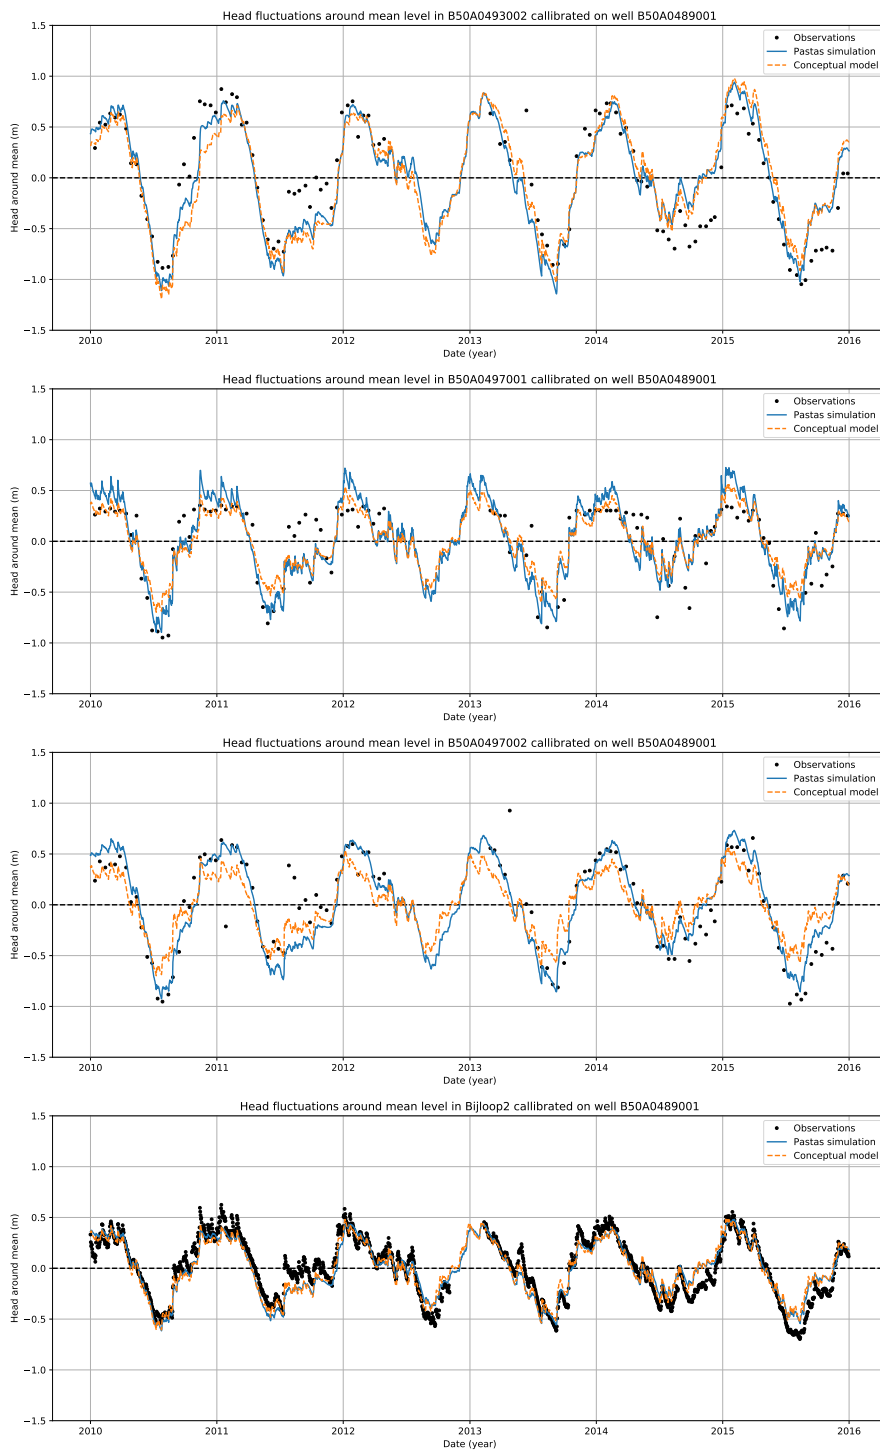 Head fluctuations around mean level in B50A0493002 callibrated on well B50A0489001
Observations
Pastas simulation
Conceptual model
Head around mean (m)
1.5
1.0
0.5
0.0
−0.5
−1.0
−1.5
2010 2011 2012 2013 2014 2015 2016
Date (year)
Head fluctuations around mean level in B50A0497001 callibrated on well B50A0489001
Observations
Pastas simulation
Conceptual model
Head around mean (m)
1.5
1.0
0.5
0.0
−0.5
−1.0
−1.5
2010 2011 2012 2013 2014 2015 2016
Date (year)
Head fluctuations around mean level in B50A0497002 callibrated on well B50A0489001
Observations
Pastas simulation
Conceptual model
Head around mean (m)
1.5
1.0
0.5
0.0
−0.5
−1.0
−1.5
2010 2011 2012 2013 2014 2015 2016
Date (year)
Head fluctuations around mean level in Bijloop2 callibrated on well B50A0489001
Observations
Pastas simulation
Conceptual model
Head around mean (m)
1.5
1.0
0.5
0.0
−0.5
−1.0
−1.5
2010 2011 2012 2013 2014 2015 2016
Date (year)